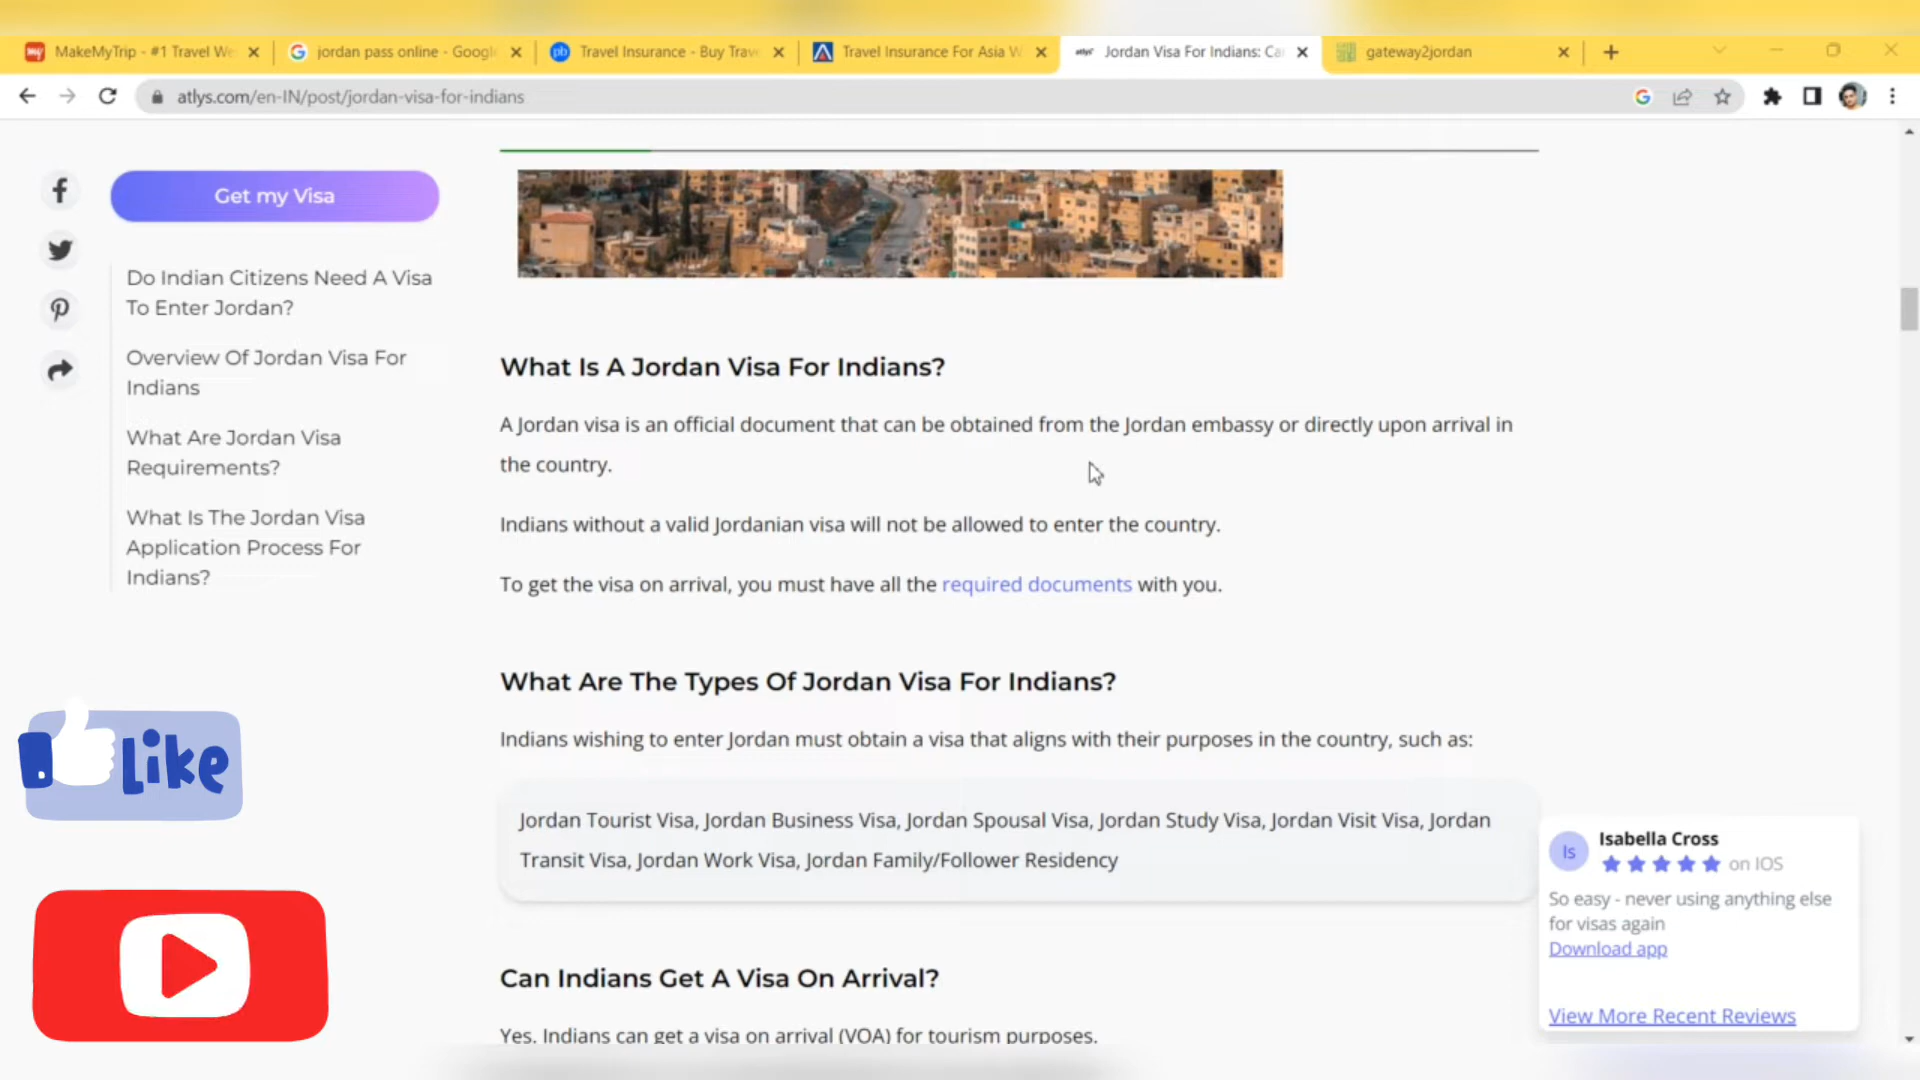 MakeMyTrip - #1 Travel We
jordan pass online - Google
Travel Insurance - Buy Trave
Travel Insurance For Asia W
Jordan Visa For Indians: Ca
gateway2jordan
atlys.com/en-IN/post/jordan-visa-for-indians
Get my Visa
Do Indian Citizens Need A Visa
To Enter Jordan?
Overview Of Jordan Visa For
Indians
What Are Jordan Visa
Requirements?
What Is The Jordan Visa
Application Process For
Indians?
What Is A Jordan Visa For Indians?
A Jordan visa is an official document that can be obtained from the Jordan embassy or directly upon arrival in
the country.
Indians without a valid Jordanian visa will not be allowed to enter the country.
To get the visa on arrival, you must have all the required documents with you.
What Are The Types Of Jordan Visa For Indians?
Indians wishing to enter Jordan must obtain a visa that aligns with their purposes in the country, such as:
Jordan Tourist Visa, Jordan Business Visa, Jordan Spousal Visa, Jordan Study Visa, Jordan Visit Visa, Jordan
Transit Visa, Jordan Work Visa, Jordan Family/Follower Residency
Can Indians Get A Visa On Arrival?
Yes. Indians can get a visa on arrival (VOA) for tourism purposes.
like
Is
Isabella Cross
on IOS
So easy - never using anything else
for visas again
Download app
View More Recent Reviews